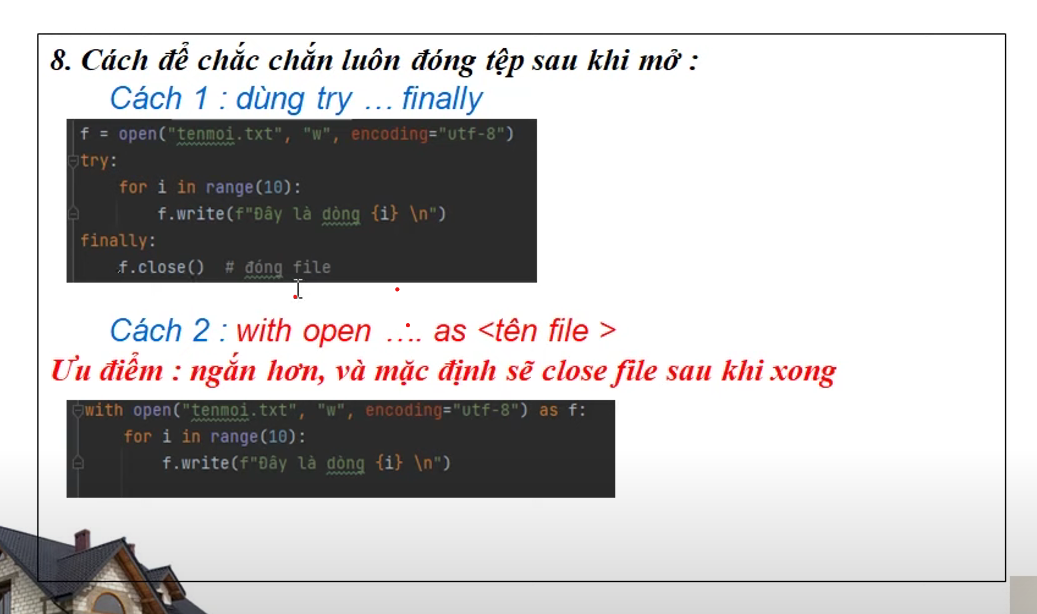 8. Cách để chắc chắn luôn đóng tệp sau khi mở :
Cách 1 : dùng try … finally
f = open("tenmoi.txt", "w", encoding="utf-8")
try:
    for i in range(10):
        f.write(f"Đây là dòng {i} \n")
finally:
    f.close()  # đóng file
Cách 2 : with open …. as <tên file >
Ưu điểm : ngắn hơn, và mặc định sẽ close file sau khi xong
with open("tenmoi.txt", "w", encoding="utf-8") as f:
    for i in range(10):
        f.write(f"Đây là dòng {i} \n")